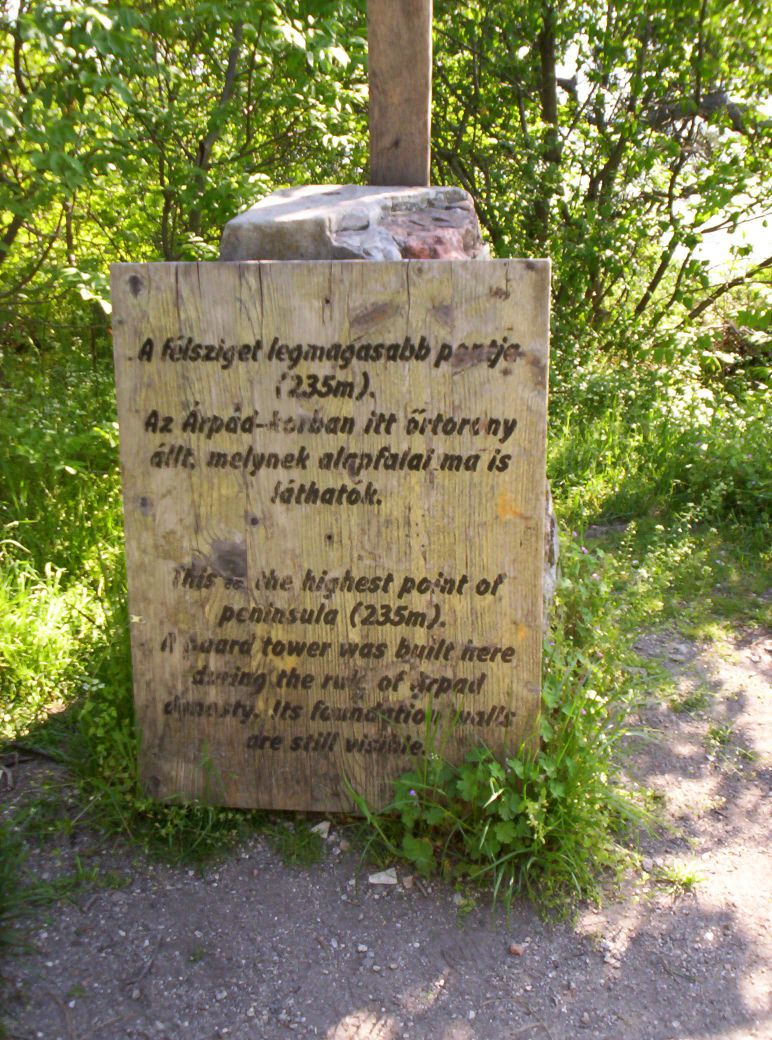 A félsziget legmagasabb pontja
(235m).
Az Árpád-korban itt őrtorony
állt, melynek alapfalai ma is
láthatók.
This is the highest point of
peninsula (235m).
A guard tower was built here
during the rule of Árpád
dynasty. Its foundation walls
are still visible.